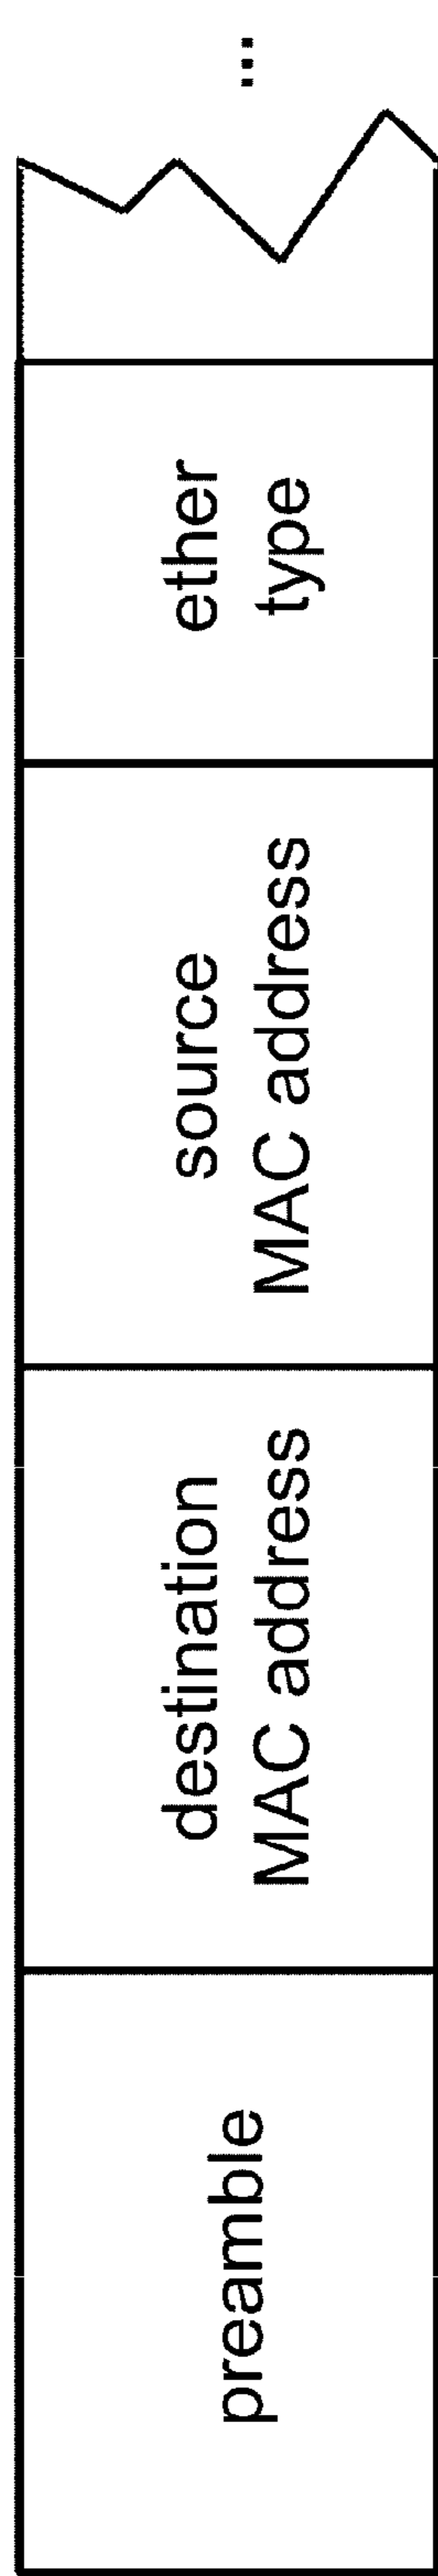 preamble
destination
MAC address
source
MAC address
ether
type
...